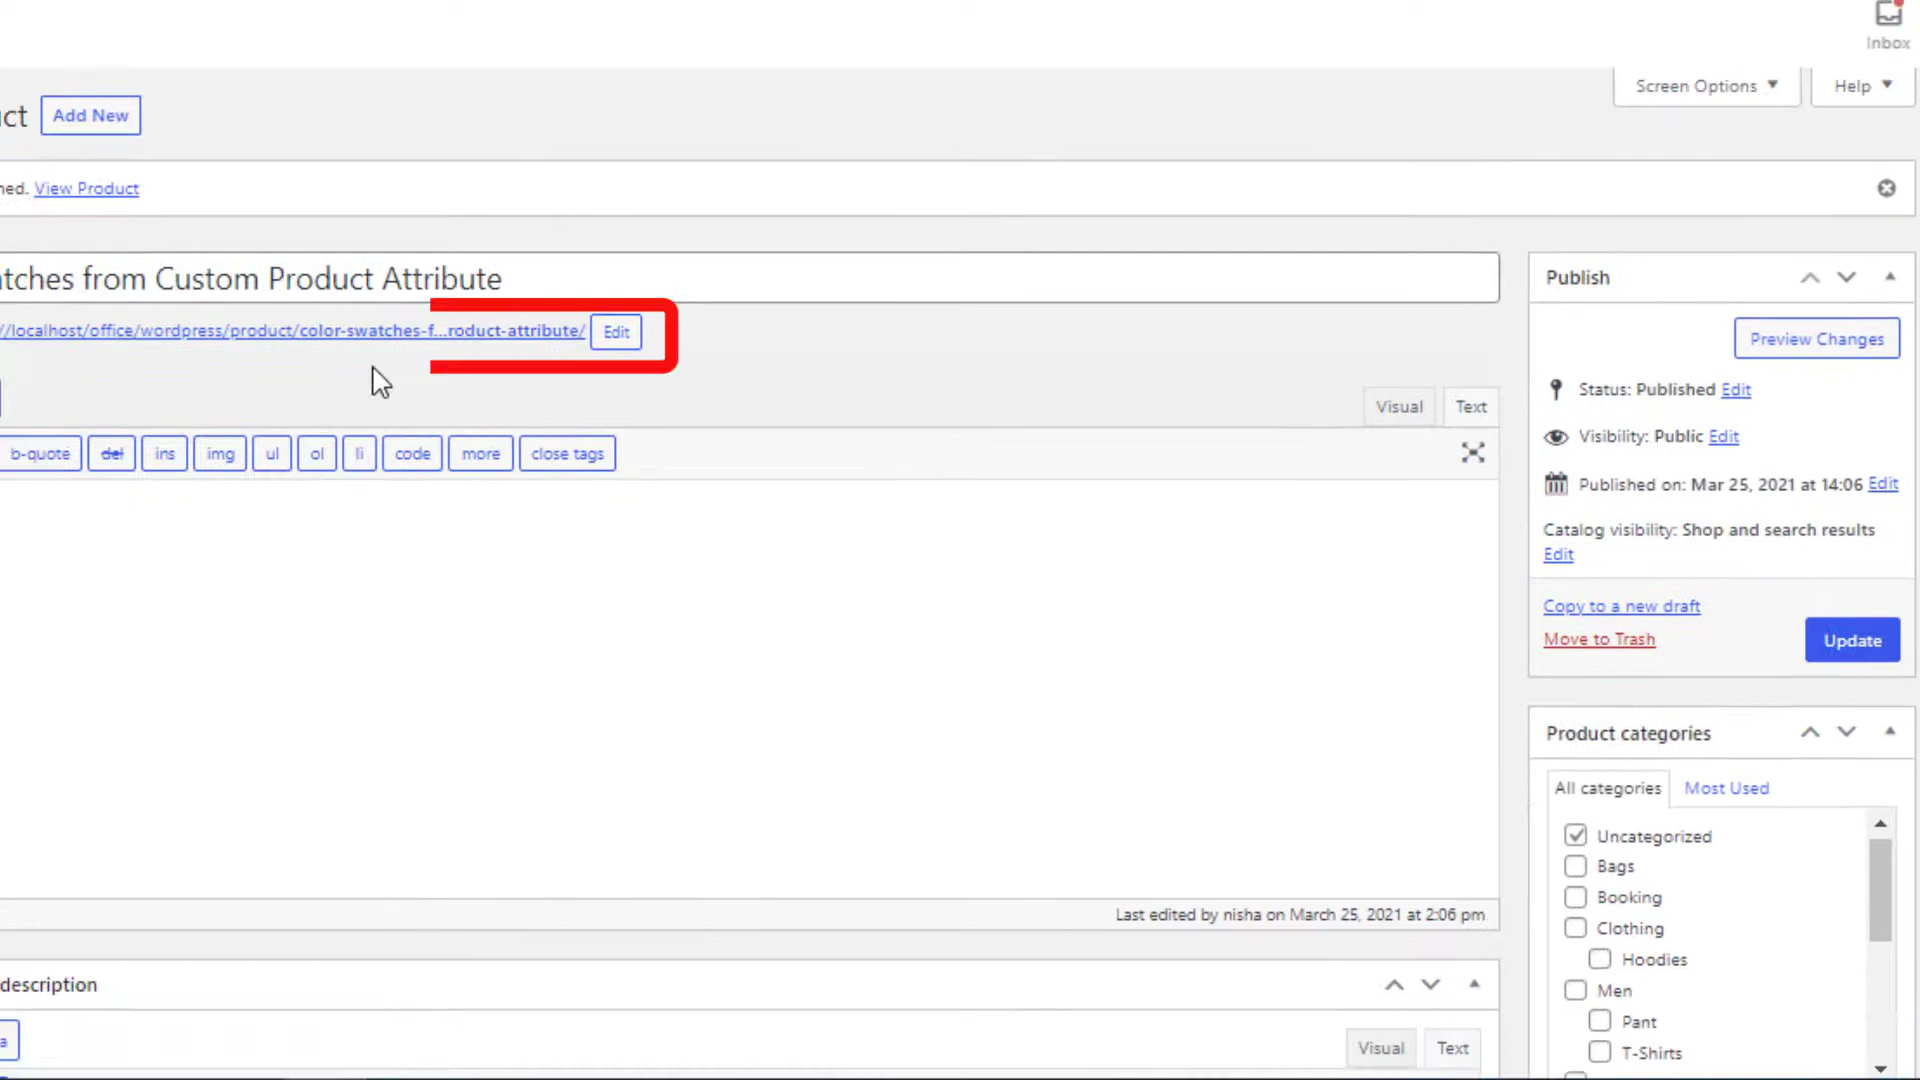 Inbox
Screen Options
Help
ct Add New
ned. View Product
atches from Custom Product Attribute
//localhost/office/wordpress/product/color-swatches-f...roduct-attribute/ Edit
Visual Text
b-quote del ins img ul ol li code more close tags
Last edited by nisha on March 25, 2021 at 2:06 pm
description
a
Visual Text
Publish
Preview Changes
Status: Published Edit
Visibility: Public Edit
Published on: Mar 25, 2021 at 14:06 Edit
Catalog visibility: Shop and search results
Edit
Copy to a new draft
Move to Trash
Update
Product categories
All categories Most Used
Uncategorized
Bags
Booking
Clothing
Hoodies
Men
Pant
T-Shirts